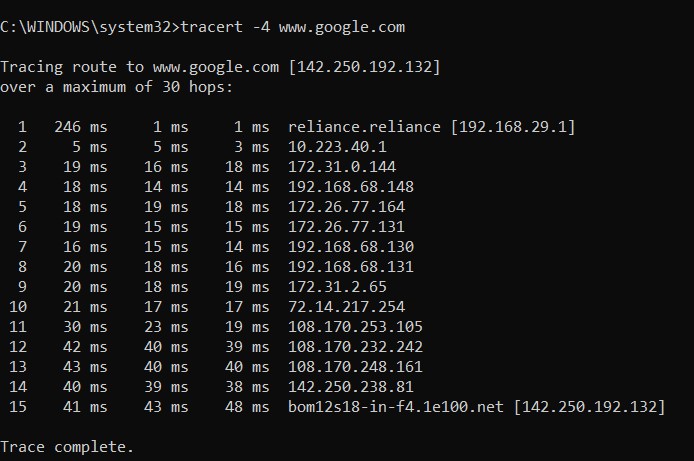 C:\WINDOWS\system32>tracert -4 www.google.com
Tracing route to www.google.com [142.250.192.132]
over a maximum of 30 hops:
1 246 ms 1 ms 1 ms reliance.reliance [192.168.29.1]
2 5 ms 5 ms 3 ms 10.223.40.1
3 19 ms 16 ms 18 ms 172.31.0.144
4 18 ms 14 ms 14 ms 192.168.68.148
5 18 ms 19 ms 18 ms 172.26.77.164
6 19 ms 15 ms 15 ms 172.26.77.131
7 16 ms 15 ms 14 ms 192.168.68.130
8 20 ms 18 ms 16 ms 192.168.68.131
9 20 ms 18 ms 19 ms 172.31.2.65
10 21 ms 17 ms 17 ms 72.14.217.254
11 30 ms 23 ms 19 ms 108.170.253.105
12 42 ms 40 ms 39 ms 108.170.232.242
13 43 ms 40 ms 40 ms 108.170.248.161
14 40 ms 39 ms 38 ms 142.250.238.81
15 41 ms 43 ms 48 ms bom12s18-in-f4.1e100.net [142.250.192.132]
Trace complete.